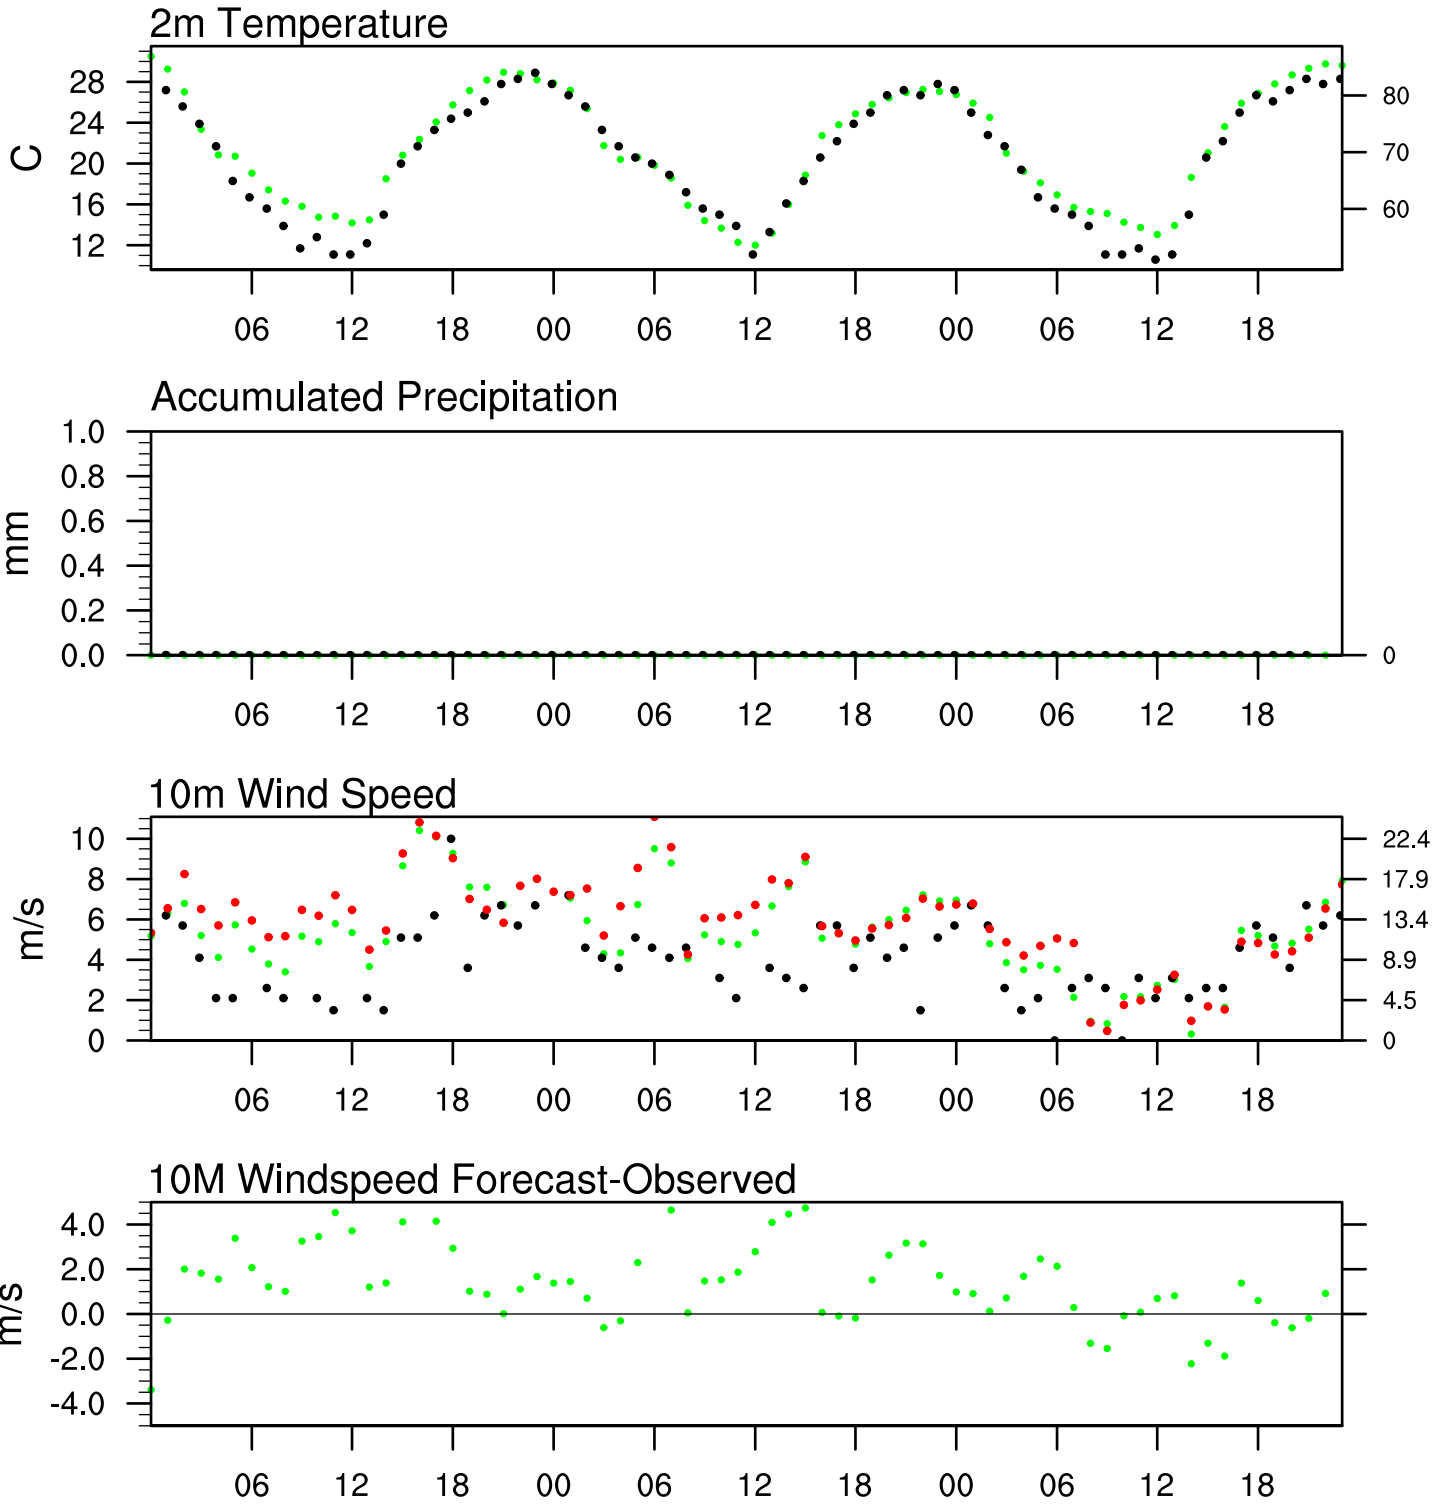 2m Temperature
28
24
20
16
12
C
80
70
60
06 12 18 00 06 12 18 00 06 12 18
Accumulated Precipitation
1.0
0.8
0.6
0.4
0.2
0.0
mm
0
06 12 18 00 06 12 18 00 06 12 18
10m Wind Speed
10
8
6
4
2
0
m/s
22.4
17.9
13.4
8.9
4.5
0
06 12 18 00 06 12 18 00 06 12 18
10M Windspeed Forecast-Observed
4.0
2.0
0.0
-2.0
-4.0
m/s
06 12 18 00 06 12 18 00 06 12 18